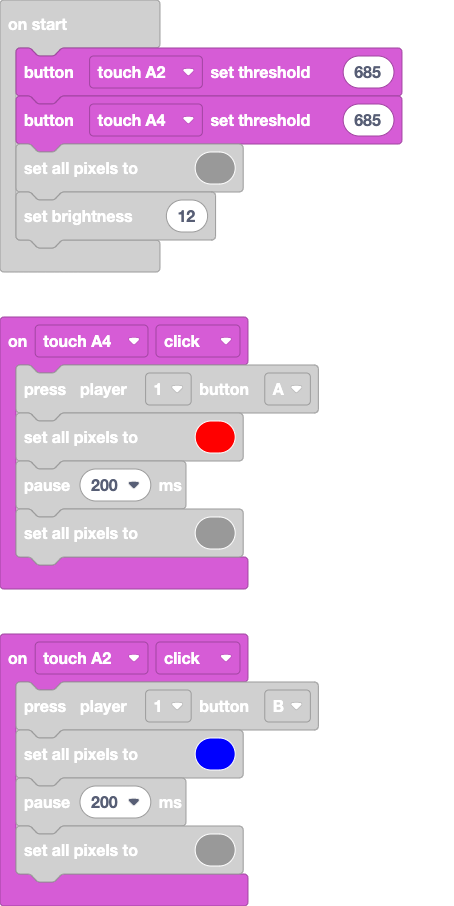 on start
button touch A2 set threshold 685
button touch A4 set threshold 685
set all pixels to
set brightness 12
on touch A4 click
press player 1 button A
set all pixels to
pause 200 ms
set all pixels to
on touch A2 click
press player 1 button B
set all pixels to
pause 200 ms
set all pixels to